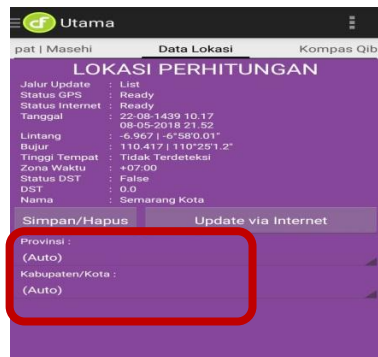 Utama
pat | Masehi Data Lokasi Kompas Qib
LOKASI PERHITUNGAN
Jalur Update : List
Status GPS : Ready
Status Internet : Ready
Tanggal : 22-08-1439 10.17
08-05-2018 21.52
Lintang : -6.967 | -6°58'0.01"
Bujur : 110.417 | 110°25'1.2"
Tinggi Tempat : Tidak Terdeteksi
Zona Waktu : +07:00
Status DST : False
DST : 0.0
Nama : Semarang Kota
Simpan/Hapus Update via Internet
Provinsi :
(Auto)
Kabupaten/Kota :
(Auto)